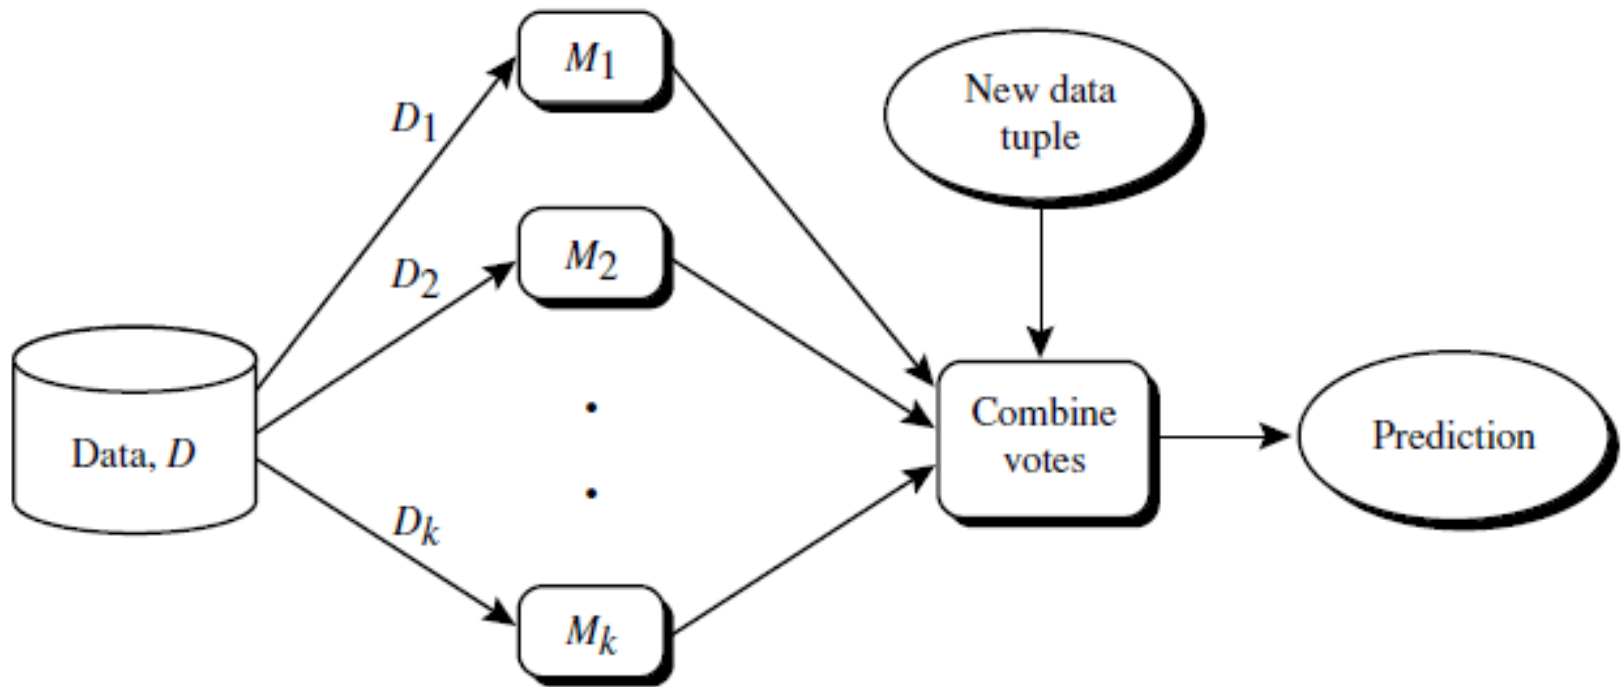 M1
New data
tuple
D1
D2
M2
Combine
votes
Data, D
Prediction
Dk
Mk